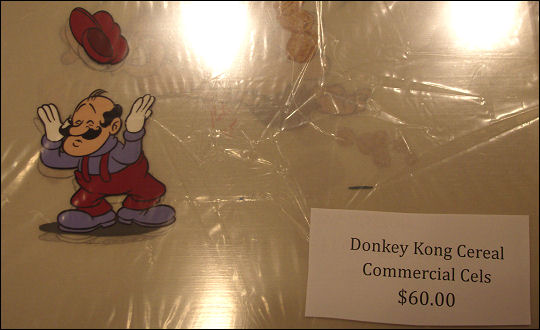 Donkey Kong Cereal
Commercial Cels
$60.00